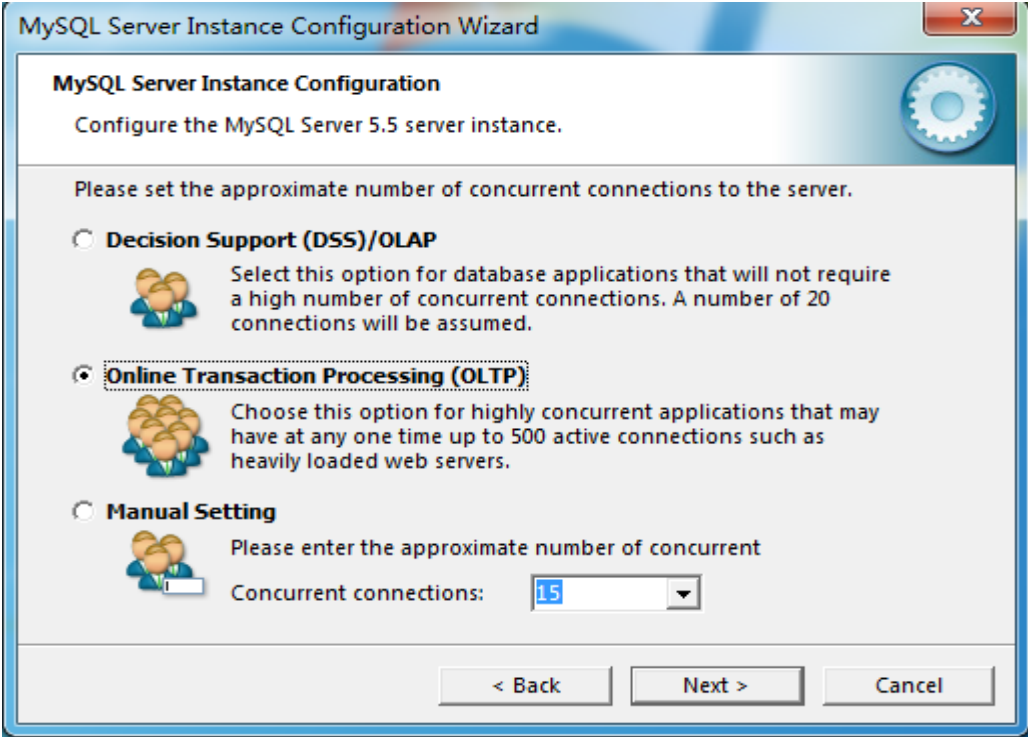 MySQL Server Instance Configuration Wizard
MySQL Server Instance Configuration
Configure the MySQL Server 5.5 server instance.
Please set the approximate number of concurrent connections to the server.
Decision Support (DSS)/OLAP
Select this option for database applications that will not require
a high number of concurrent connections. A number of 20
connections will be assumed.
Online Transaction Processing (OLTP)
Choose this option for highly concurrent applications that may
have at any one time up to 500 active connections such as
heavily loaded web servers.
Manual Setting
Please enter the approximate number of concurrent
Concurrent connections: 15
< Back Next > Cancel